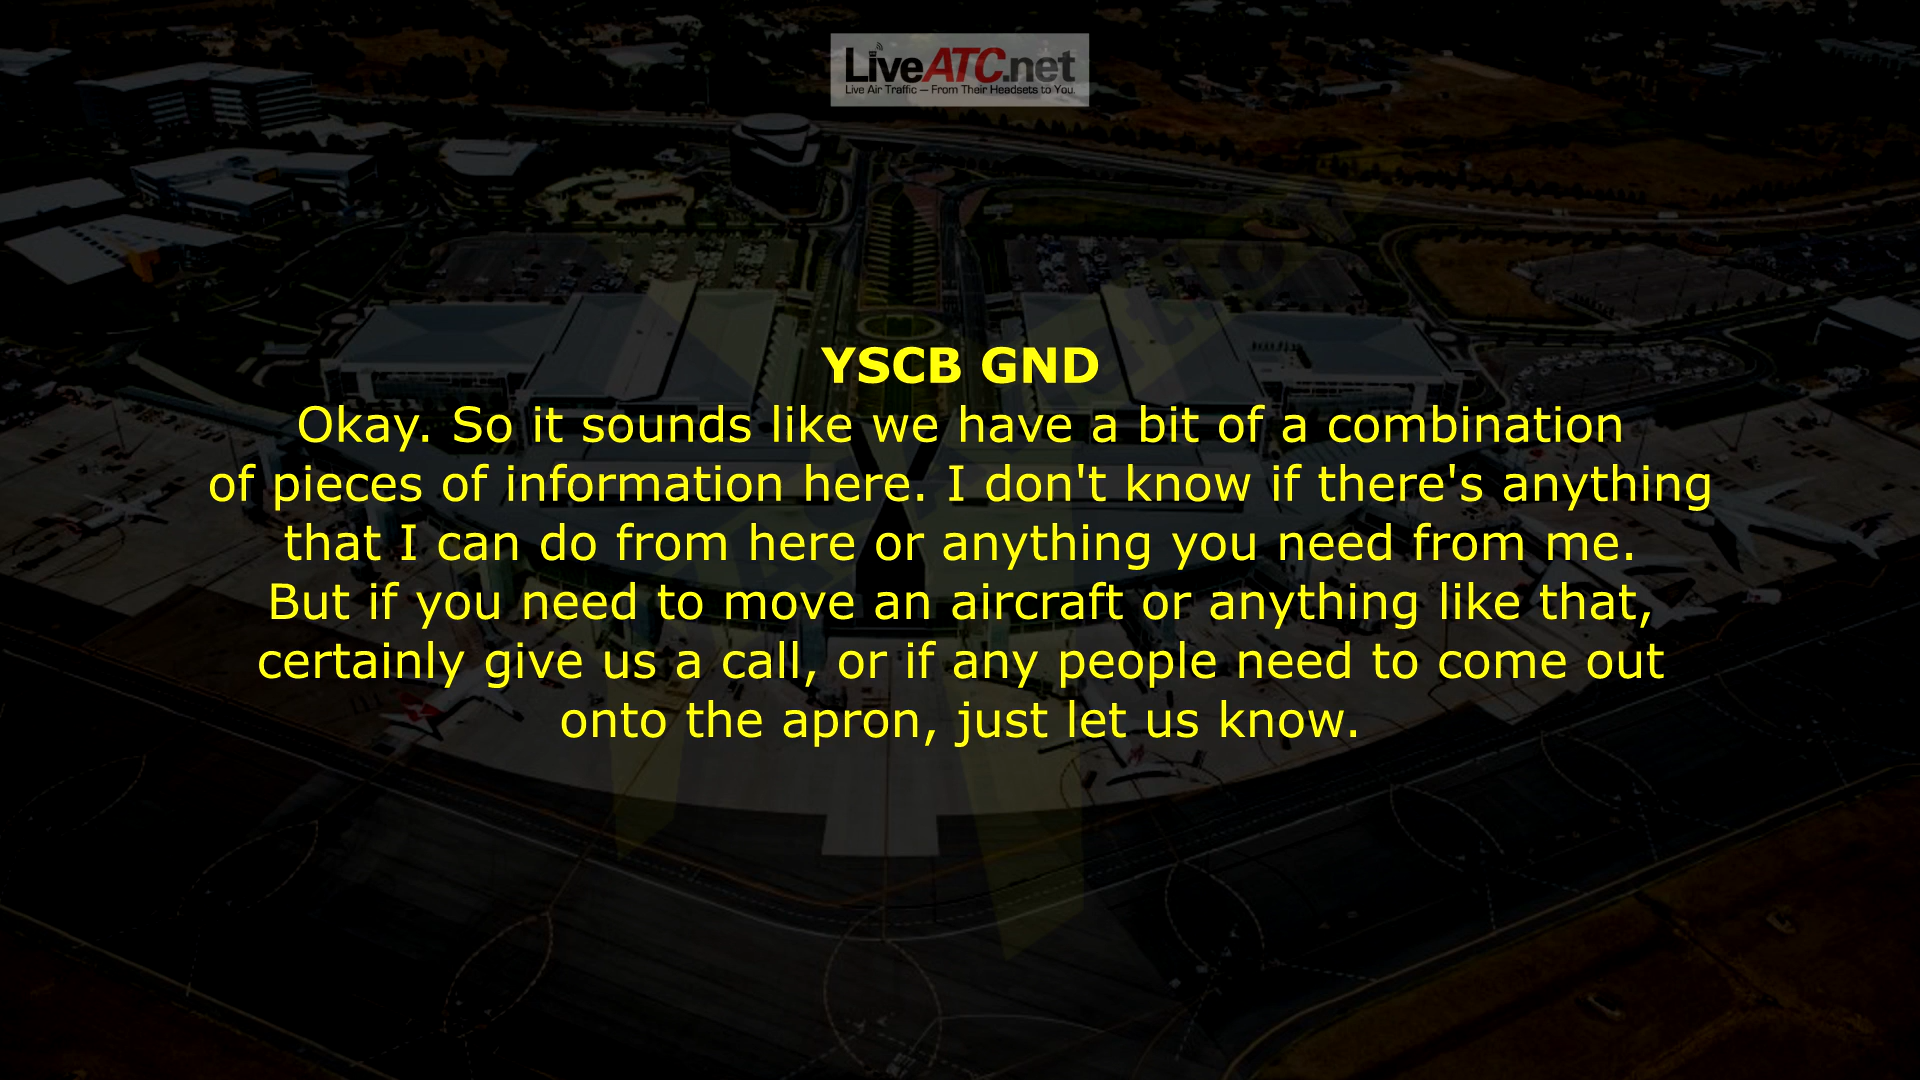 LiveATC.net
Live Air Traffic — From Their Headsets to You.
YSCB GND
Okay. So it sounds like we have a bit of a combination
of pieces of information here. I don't know if there's anything
that I can do from here or anything you need from me.
But if you need to move an aircraft or anything like that,
certainly give us a call, or if any people need to come out
onto the apron, just let us know.